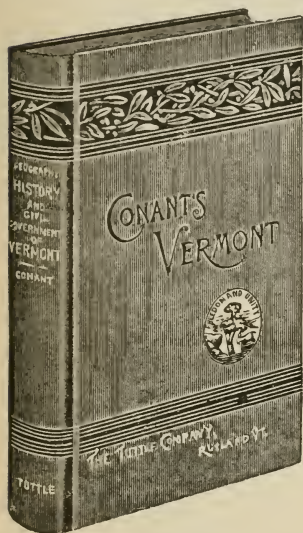 GEOGRAPHY
HISTORY
AND
CIVIL
GOVERNMENT
OF
VERMONT
CONANT
TUTTLE
CONANT'S
VERMONT
FREEDOM AND UNITY
THE TUTTLE COMPANY,
RUTLAND VT.